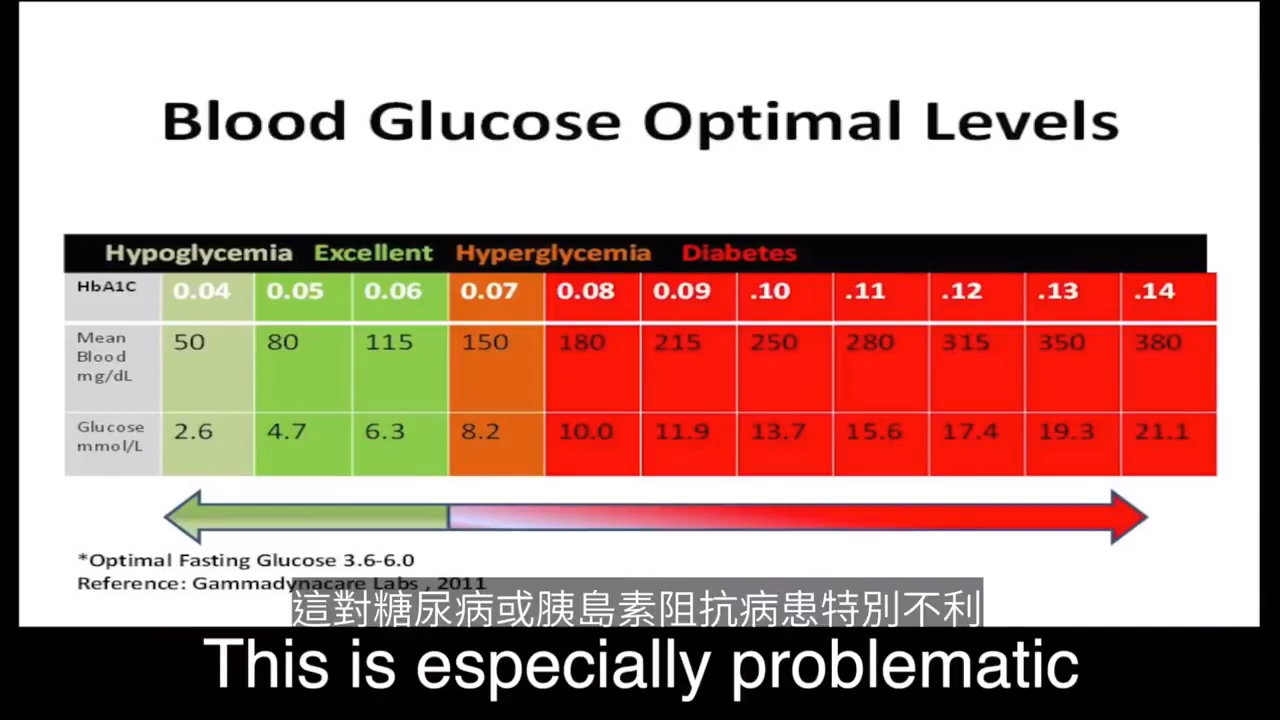 Blood Glucose Optimal Levels
Hypoglycemia Excellent Hyperglycemia Diabetes
HbA1C 0.04 0.05 0.06 0.07 0.08 0.09 .10 .11 .12 .13 .14
Mean Blood mg/dL 50 80 115 150 180 215 250 280 315 350 380
Glucose mmol/L 2.6 4.7 6.3 8.2 10.0 11.9 13.7 15.6 17.4 19.3 21.1
*Optimal Fasting Glucose 3.6-6.0
Reference: Gammadynacare Labs , 2011
這對糖尿病或胰島素阻抗病患特別不利
This is especially problematic